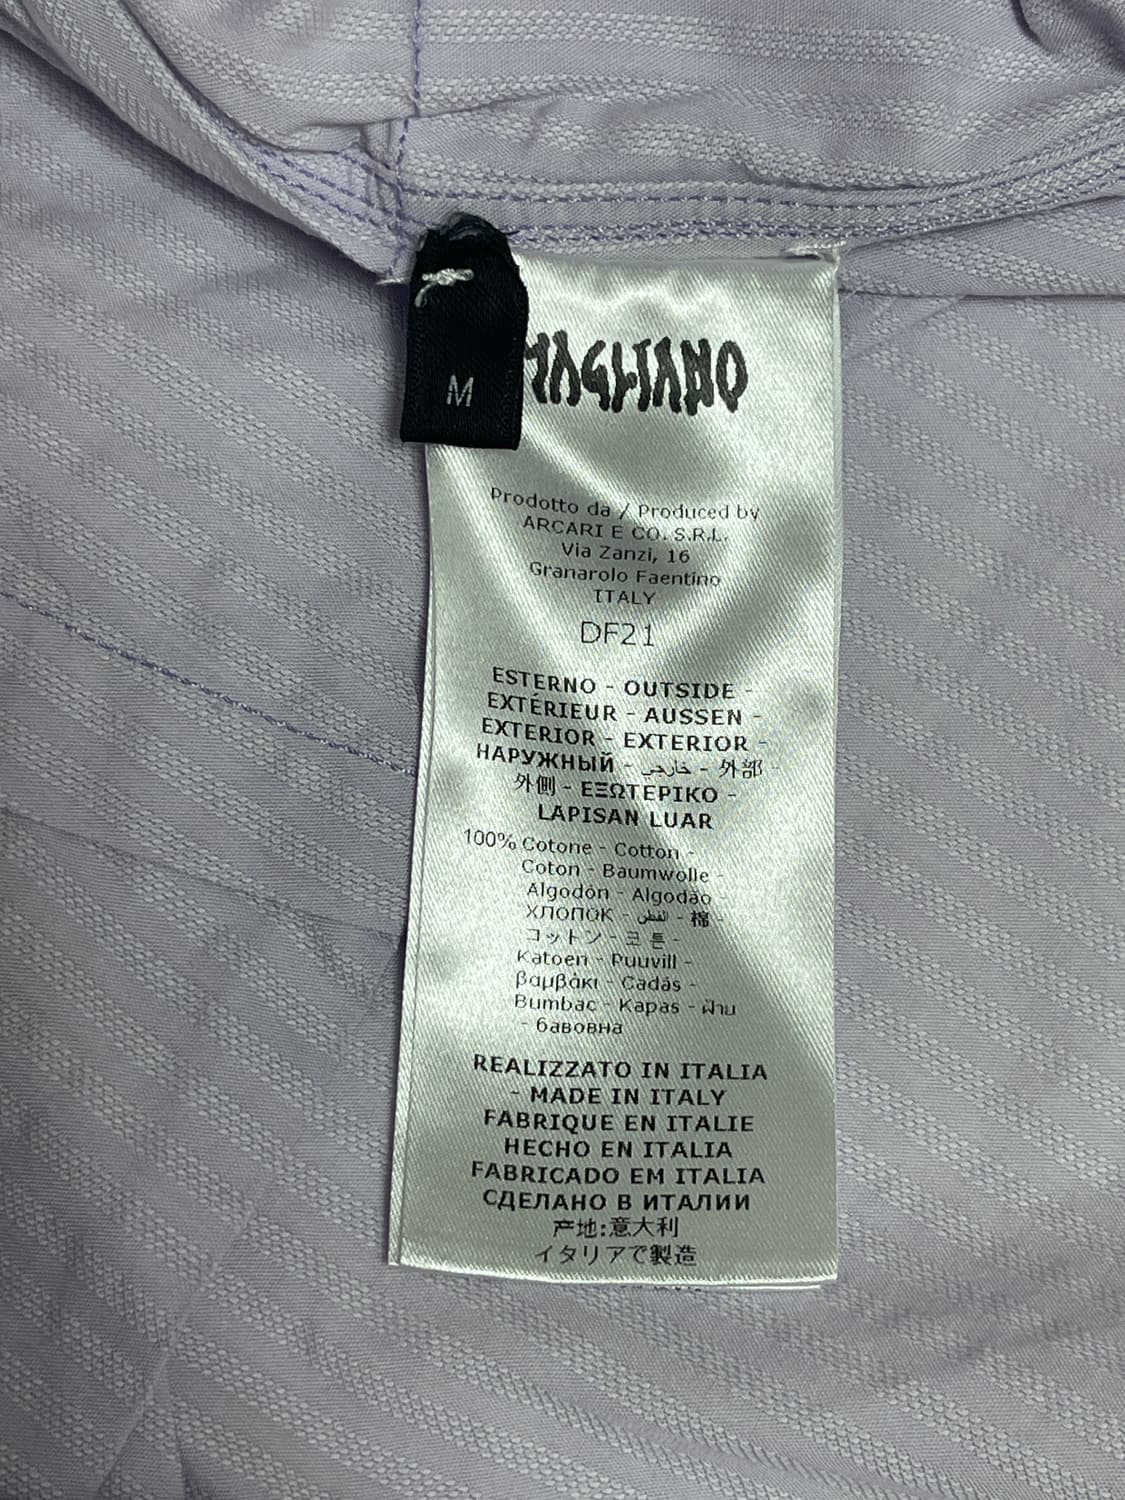 MAGLIANO
M
Prodotto da / Produced by
ARCARI E CO. S.R.L.
Via Zanzi, 16
Granarolo Faentino
ITALY
DF21
ESTERNO - OUTSIDE -
EXTÉRIEUR - AUSSEN -
EXTERIOR - EXTERIOR -
НАРУЖНЫЙ - خارجي - 外部 -
外側 - ΕΞΩΤΕΡΙΚΟ -
LAPISAN LUAR
100% Cotone - Cotton -
Coton - Baumwolle -
Algodón - Algodão -
ХЛОПОК - القطن - 棉 -
コットン - 코튼 -
Katoen - Puuvill -
βαμβάκι - Cadás -
Bumbac - Kapas - ฝ้าย
- бавовна
REALIZZATO IN ITALIA
- MADE IN ITALY
FABRIQUE EN ITALIE
HECHO EN ITALIA
FABRICADO EM ITALIA
СДЕЛАНО В ИТАЛИИ
产地:意大利
イタリアで製造